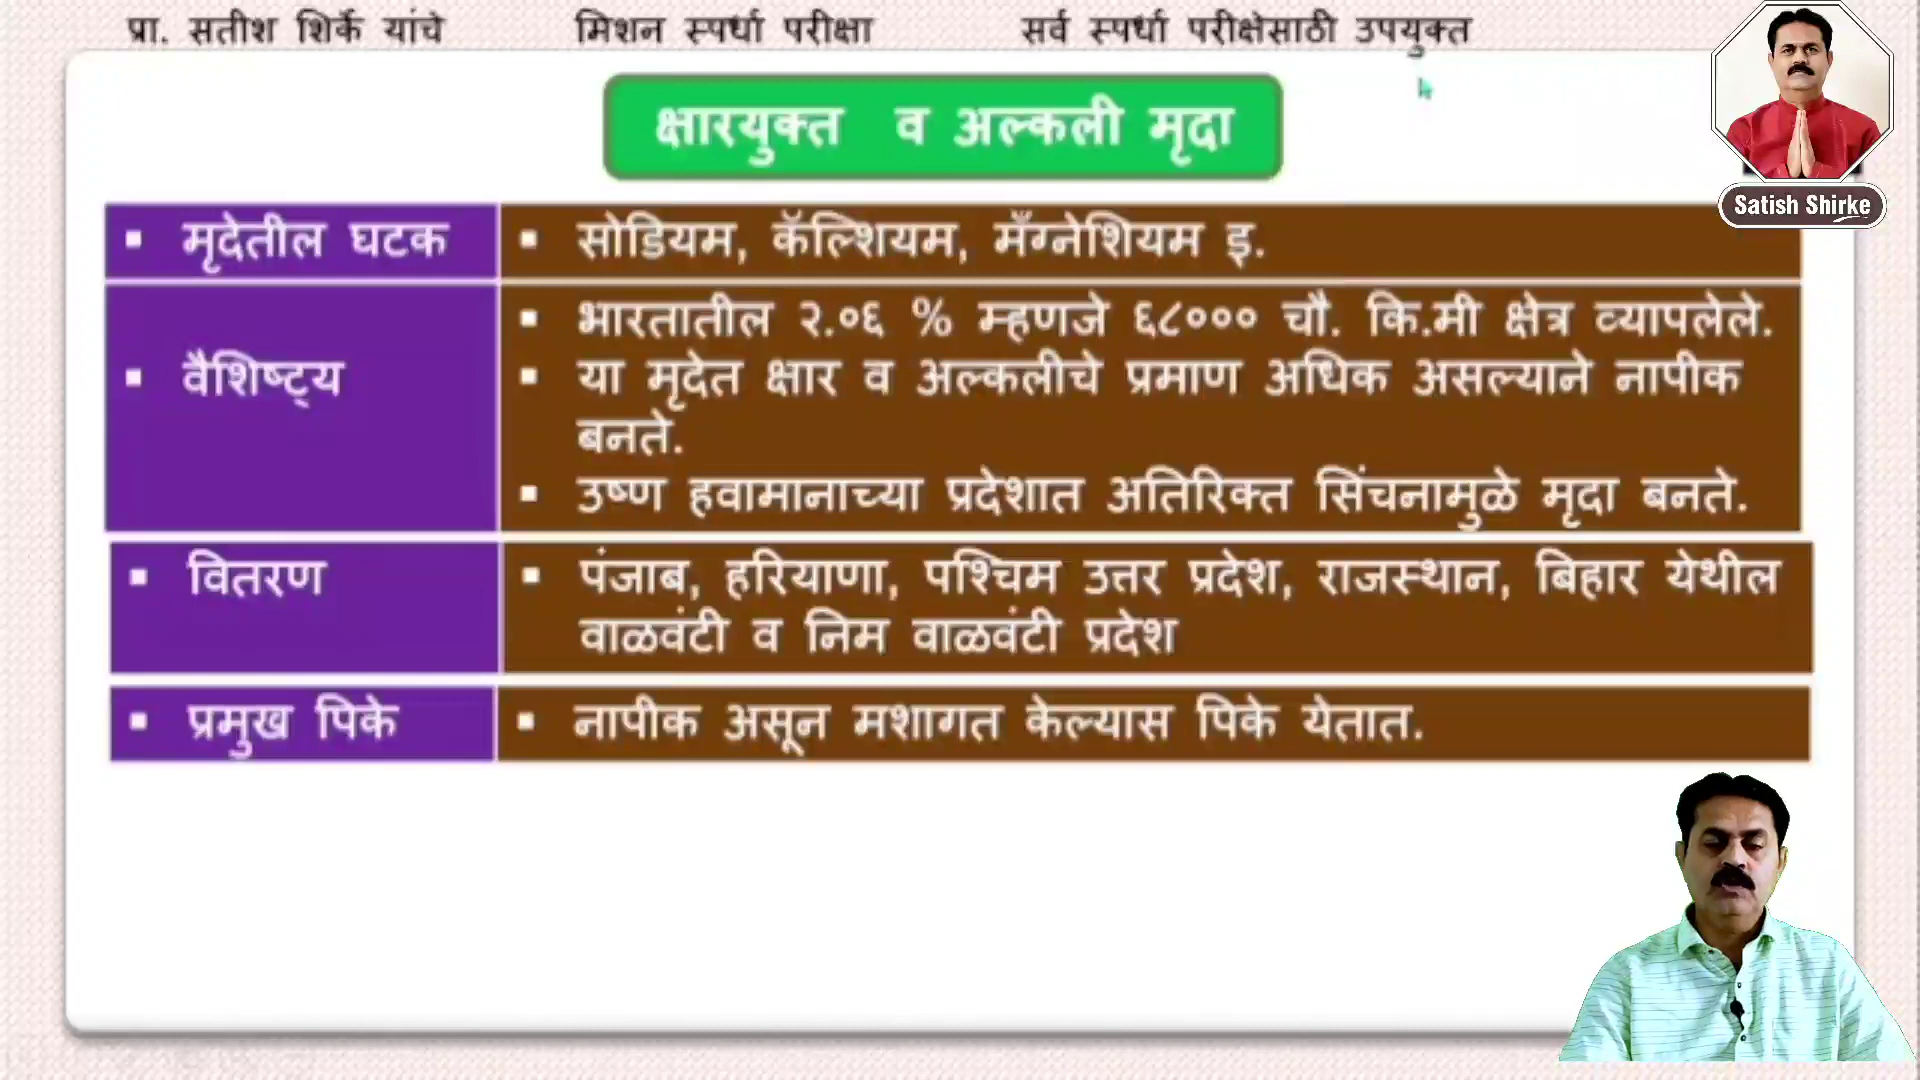 प्रा. सतीश शिर्के यांचे मिशन स्पर्धा परीक्षा सर्व स्पर्धा परीक्षेसाठी उपयुक्त
क्षारयुक्त व अल्कली मृदा
Satish Shirke
▪ मृदेतील घटक ▪ सोडियम, कॅल्शियम, मॅंग्नेशियम इ.
▪ भारतातील २.०६ % म्हणजे ६८००० चौ. कि.मी क्षेत्र व्यापलेले.
▪ वैशिष्ट्य ▪ या मृदेत क्षार व अल्कलीचे प्रमाण अधिक असल्याने नापीक
बनते.
▪ उष्ण हवामानाच्या प्रदेशात अतिरिक्त सिंचनामुळे मृदा बनते.
▪ वितरण ▪ पंजाब, हरियाणा, पश्चिम उत्तर प्रदेश, राजस्थान, बिहार येथील
वाळवंटी व निम वाळवंटी प्रदेश
▪ प्रमुख पिके ▪ नापीक असून मशागत केल्यास पिके येतात.